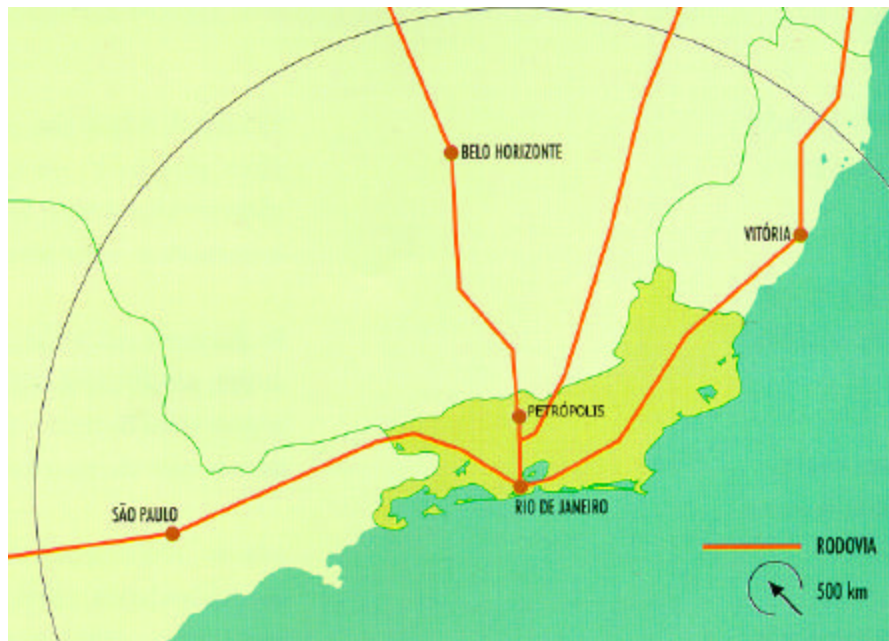 BELO HORIZONTE
VITÓRIA
PETRÓPOLIS
RIO DE JANEIRO
SÃO PAULO
RODOVIA
500 km